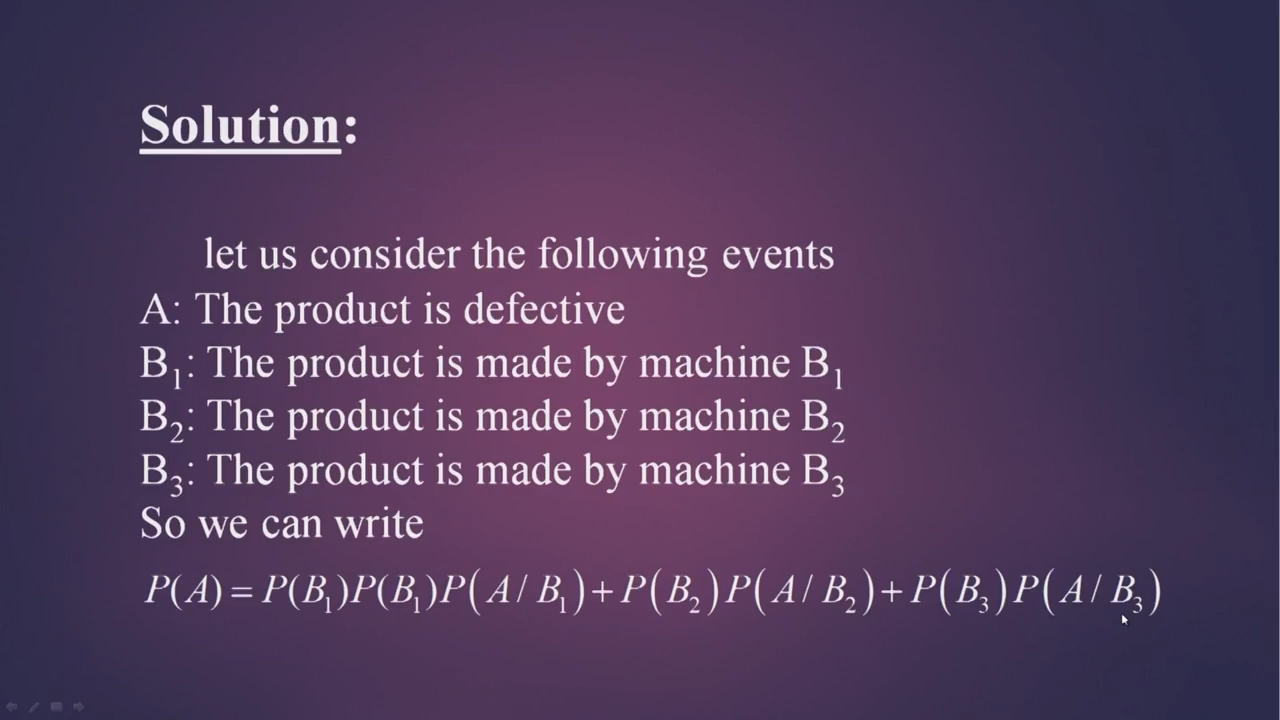 Solution:
let us consider the following events
A: The product is defective
B₁: The product is made by machine B₁
B₂: The product is made by machine B₂
B₃: The product is made by machine B₃
So we can write
P(A) = P(B₁)P(B₁)P(A/B₁)+P(B₂)P(A/B₂)+P(B₃)P(A/B₃)